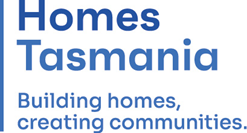 Homes
Tasmania
Building homes,
creating communities.